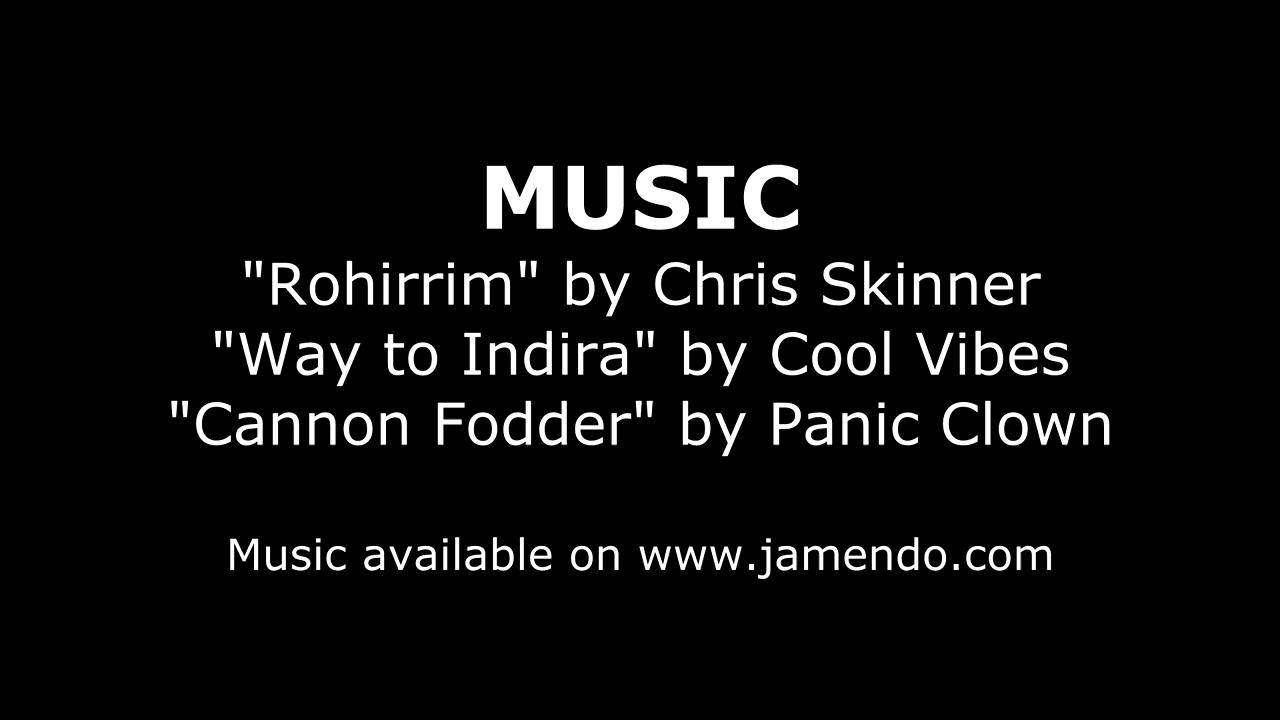 MUSIC
"Rohirrim" by Chris Skinner
"Way to Indira" by Cool Vibes
"Cannon Fodder" by Panic Clown
Music available on www.jamendo.com